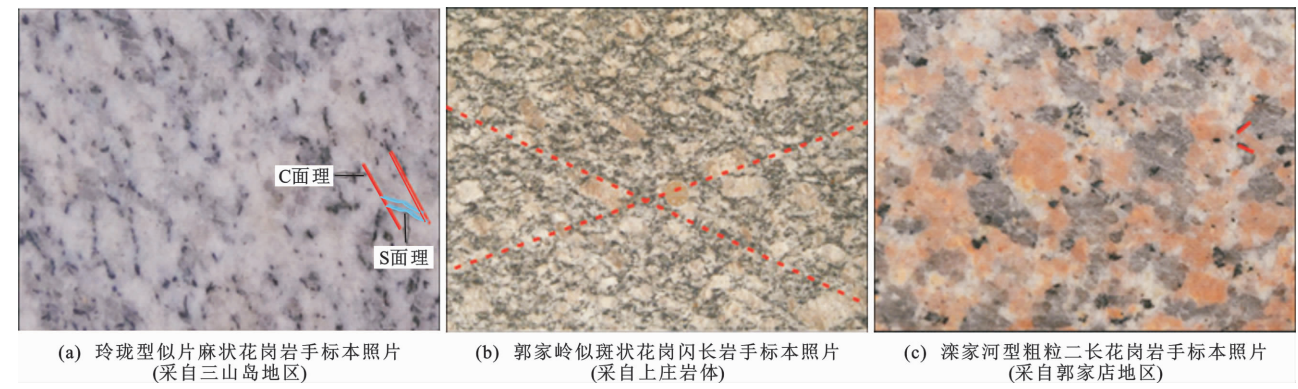 C面理
S面理
(a) 玲珑型似片麻状花岗岩手标本照片
(采自三山岛地区)
(b) 郭家岭似斑状花岗闪长岩手标本照片
(采自上庄岩体)
(c) 滦家河型粗粒二长花岗岩手标本照片
(采自郭家店地区)